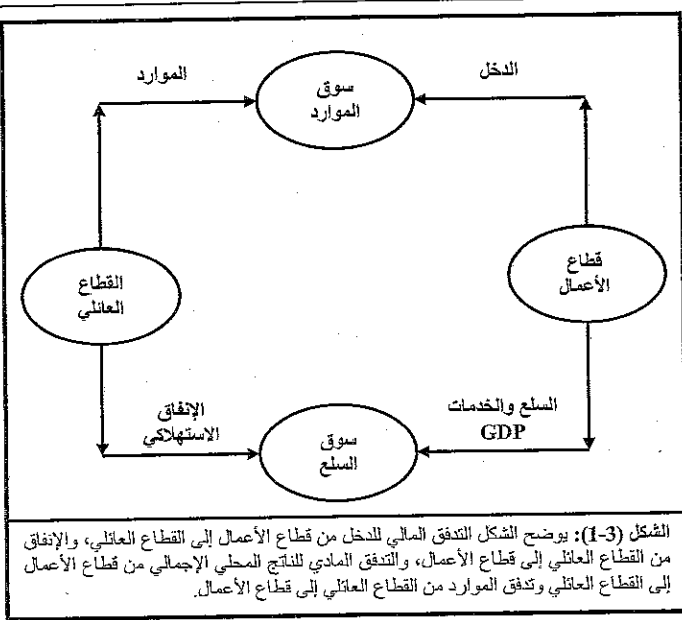 الموارد
سوق
الموارد
الدخل
القطاع
العائلي
قطاع
الأعمال
الإنفاق
الاستهلاكي
سوق
السلع
السلع والخدمات
GDP
الشكل (3-1): يوضح الشكل التدفق المالي للدخل من قطاع الأعمال إلى القطاع العائلي، والإنفاق
من القطاع العائلي إلى قطاع الأعمال، والتدفق المادي للناتج المحلي الإجمالي من قطاع الأعمال
إلى القطاع العائلي وتدفق الموارد من القطاع العائلي إلى قطاع الأعمال.